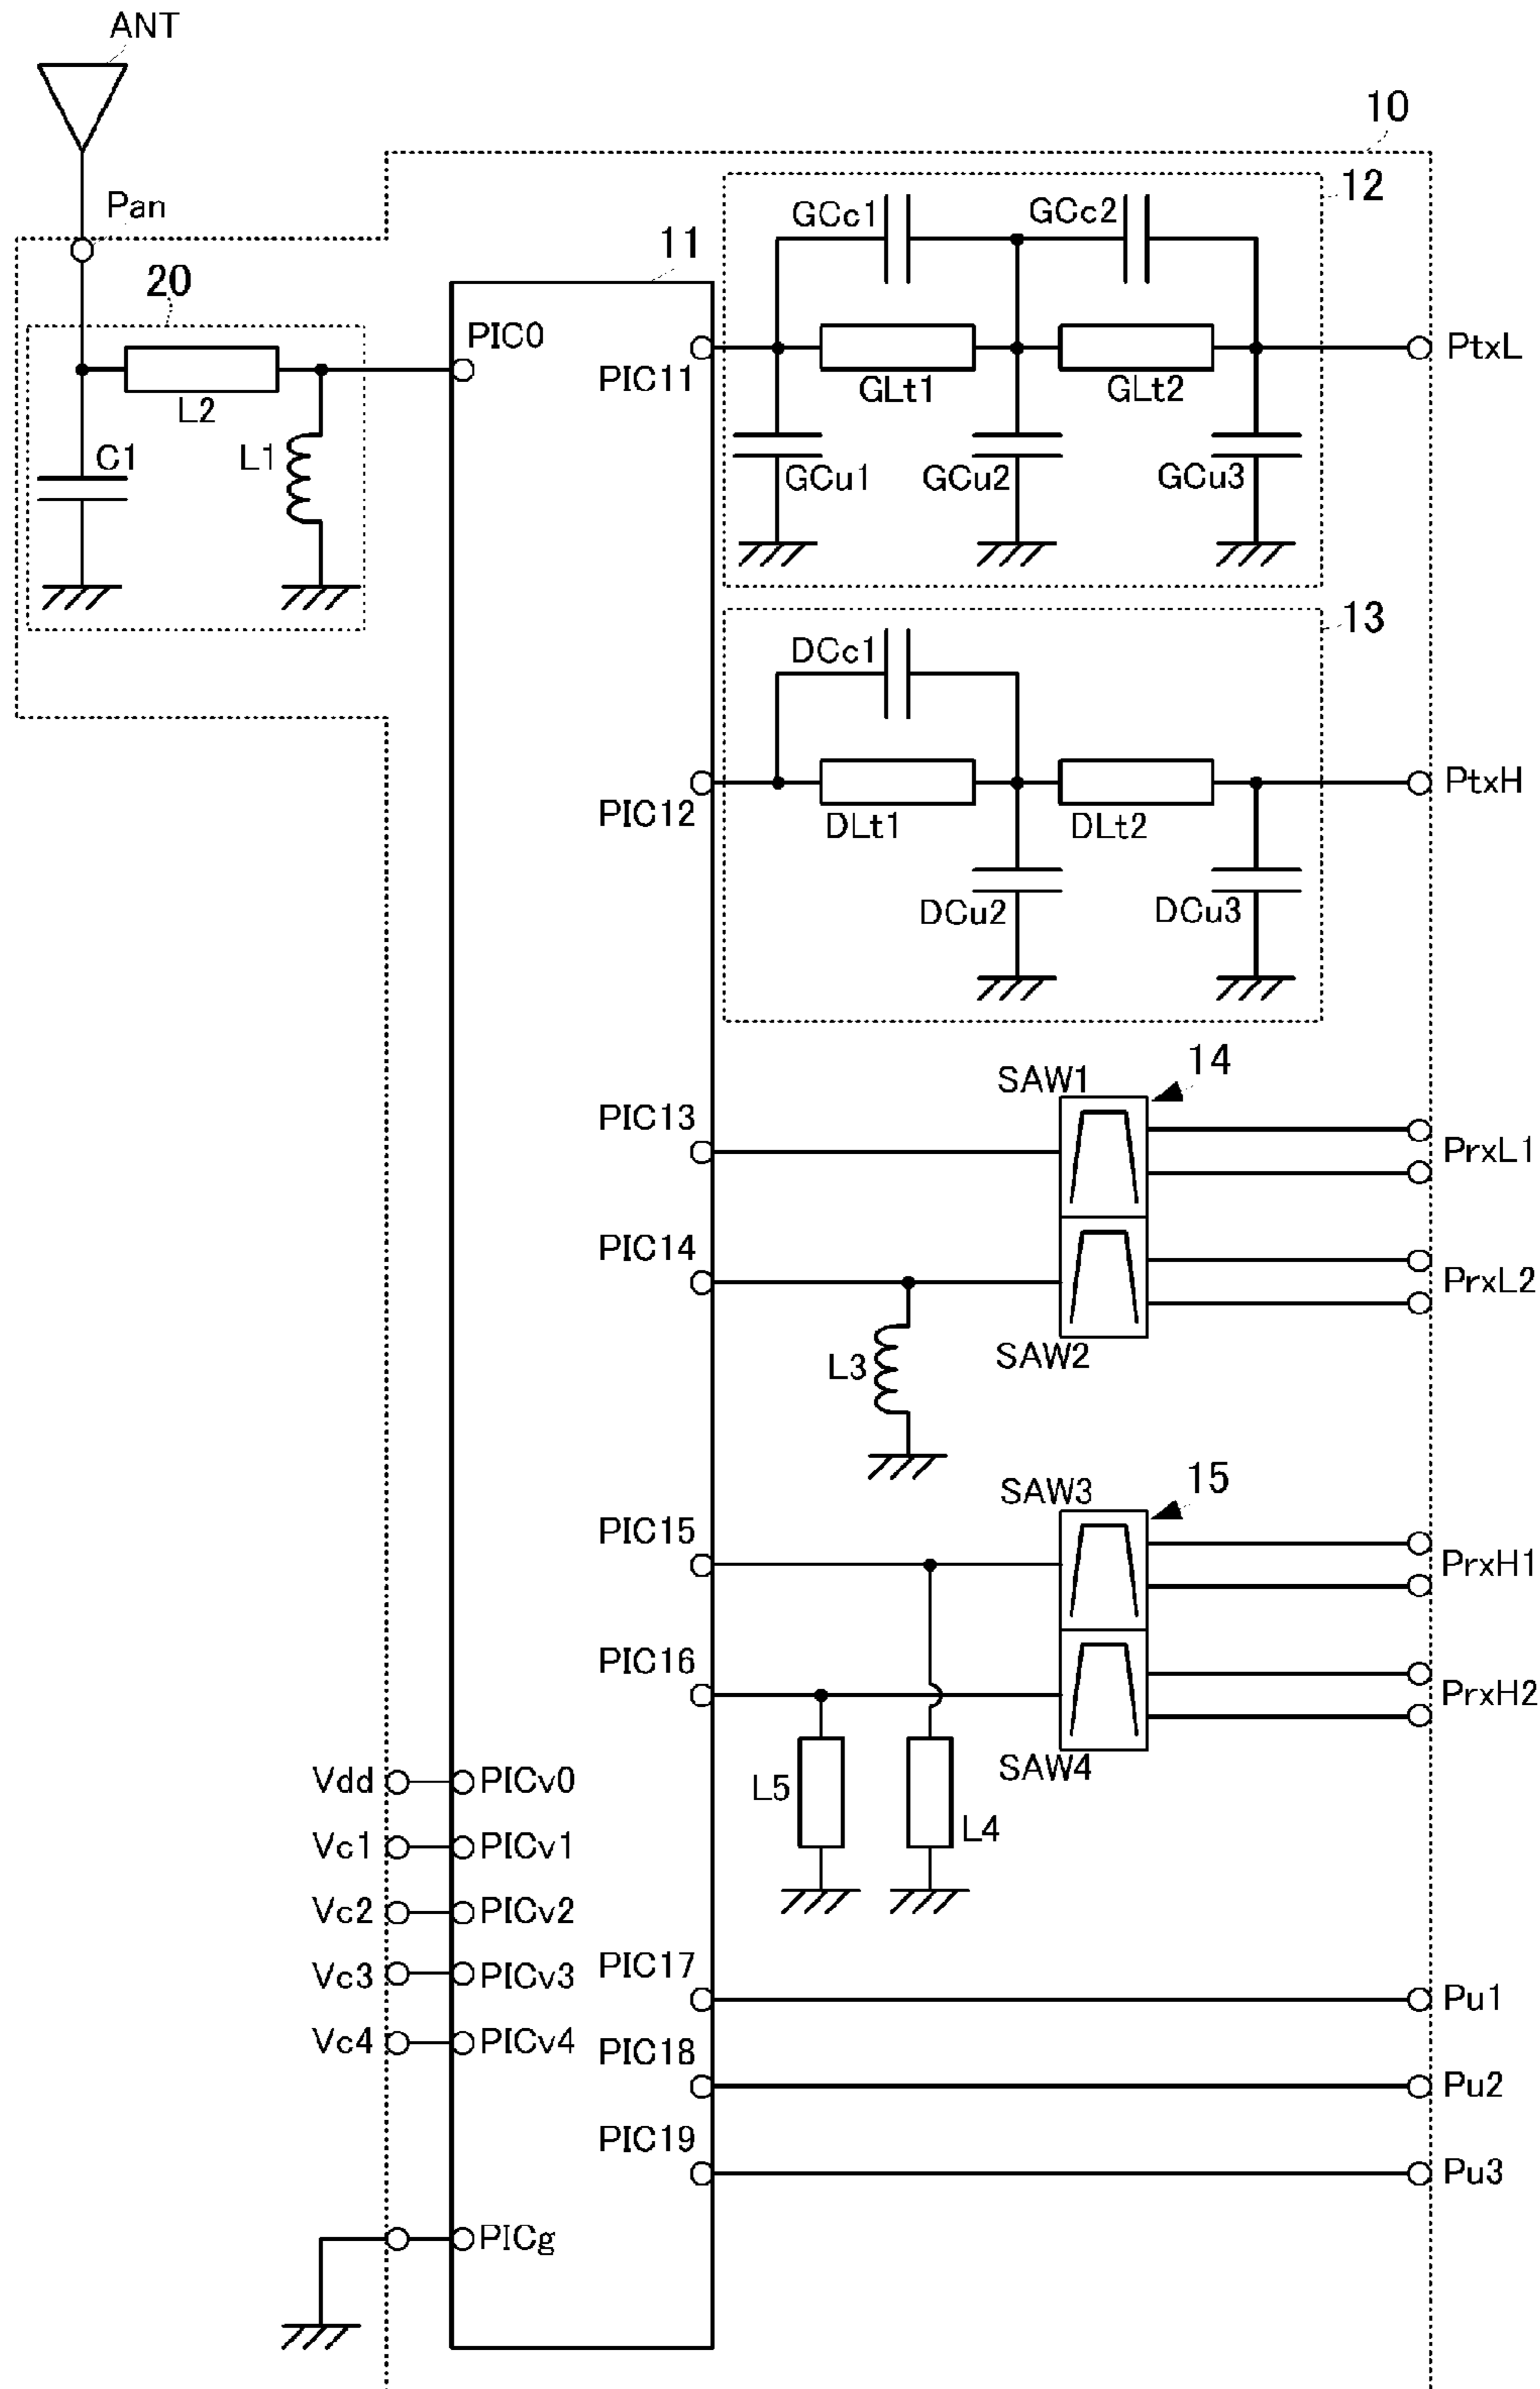 ANT
10
Pan
12
GCc1
GCc2
11
20
PIC0
PIC11
PtxL
GLt1
GLt2
L2
C1
L1
GCu1
GCu2
GCu3
13
DCc1
PtxH
PIC12
DLt1
DLt2
DCu2
DCu3
14
SAW1
PIC13
PrxL1
PIC14
PrxL2
SAW2
L3
15
SAW3
PIC15
PrxH1
PIC16
PrxH2
SAW4
L5
L4
Vdd
PICv0
Vc1
PICv1
Vc2
PICv2
Vc3
PICv3
PIC17
Pu1
Vc4
PICv4
PIC18
Pu2
PIC19
Pu3
PICg